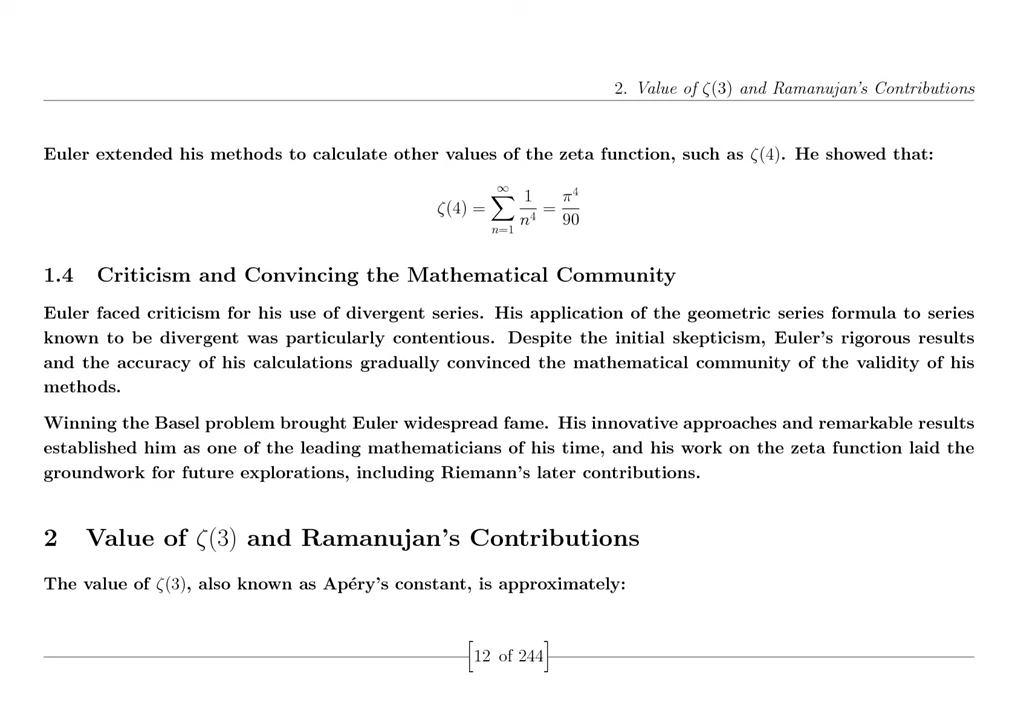 2. Value of ζ(3) and Ramanujan's Contributions
Euler extended his methods to calculate other values of the zeta function, such as ζ(4). He showed that:
ζ(4) = ∑_{n=1}^{∞} 1/n⁴ = π⁴/90
1.4 Criticism and Convincing the Mathematical Community
Euler faced criticism for his use of divergent series. His application of the geometric series formula to series
known to be divergent was particularly contentious. Despite the initial skepticism, Euler's rigorous results
and the accuracy of his calculations gradually convinced the mathematical community of the validity of his
methods.
Winning the Basel problem brought Euler widespread fame. His innovative approaches and remarkable results
established him as one of the leading mathematicians of his time, and his work on the zeta function laid the
groundwork for future explorations, including Riemann's later contributions.
2 Value of ζ(3) and Ramanujan's Contributions
The value of ζ(3), also known as Apéry's constant, is approximately:
[12 of 244]